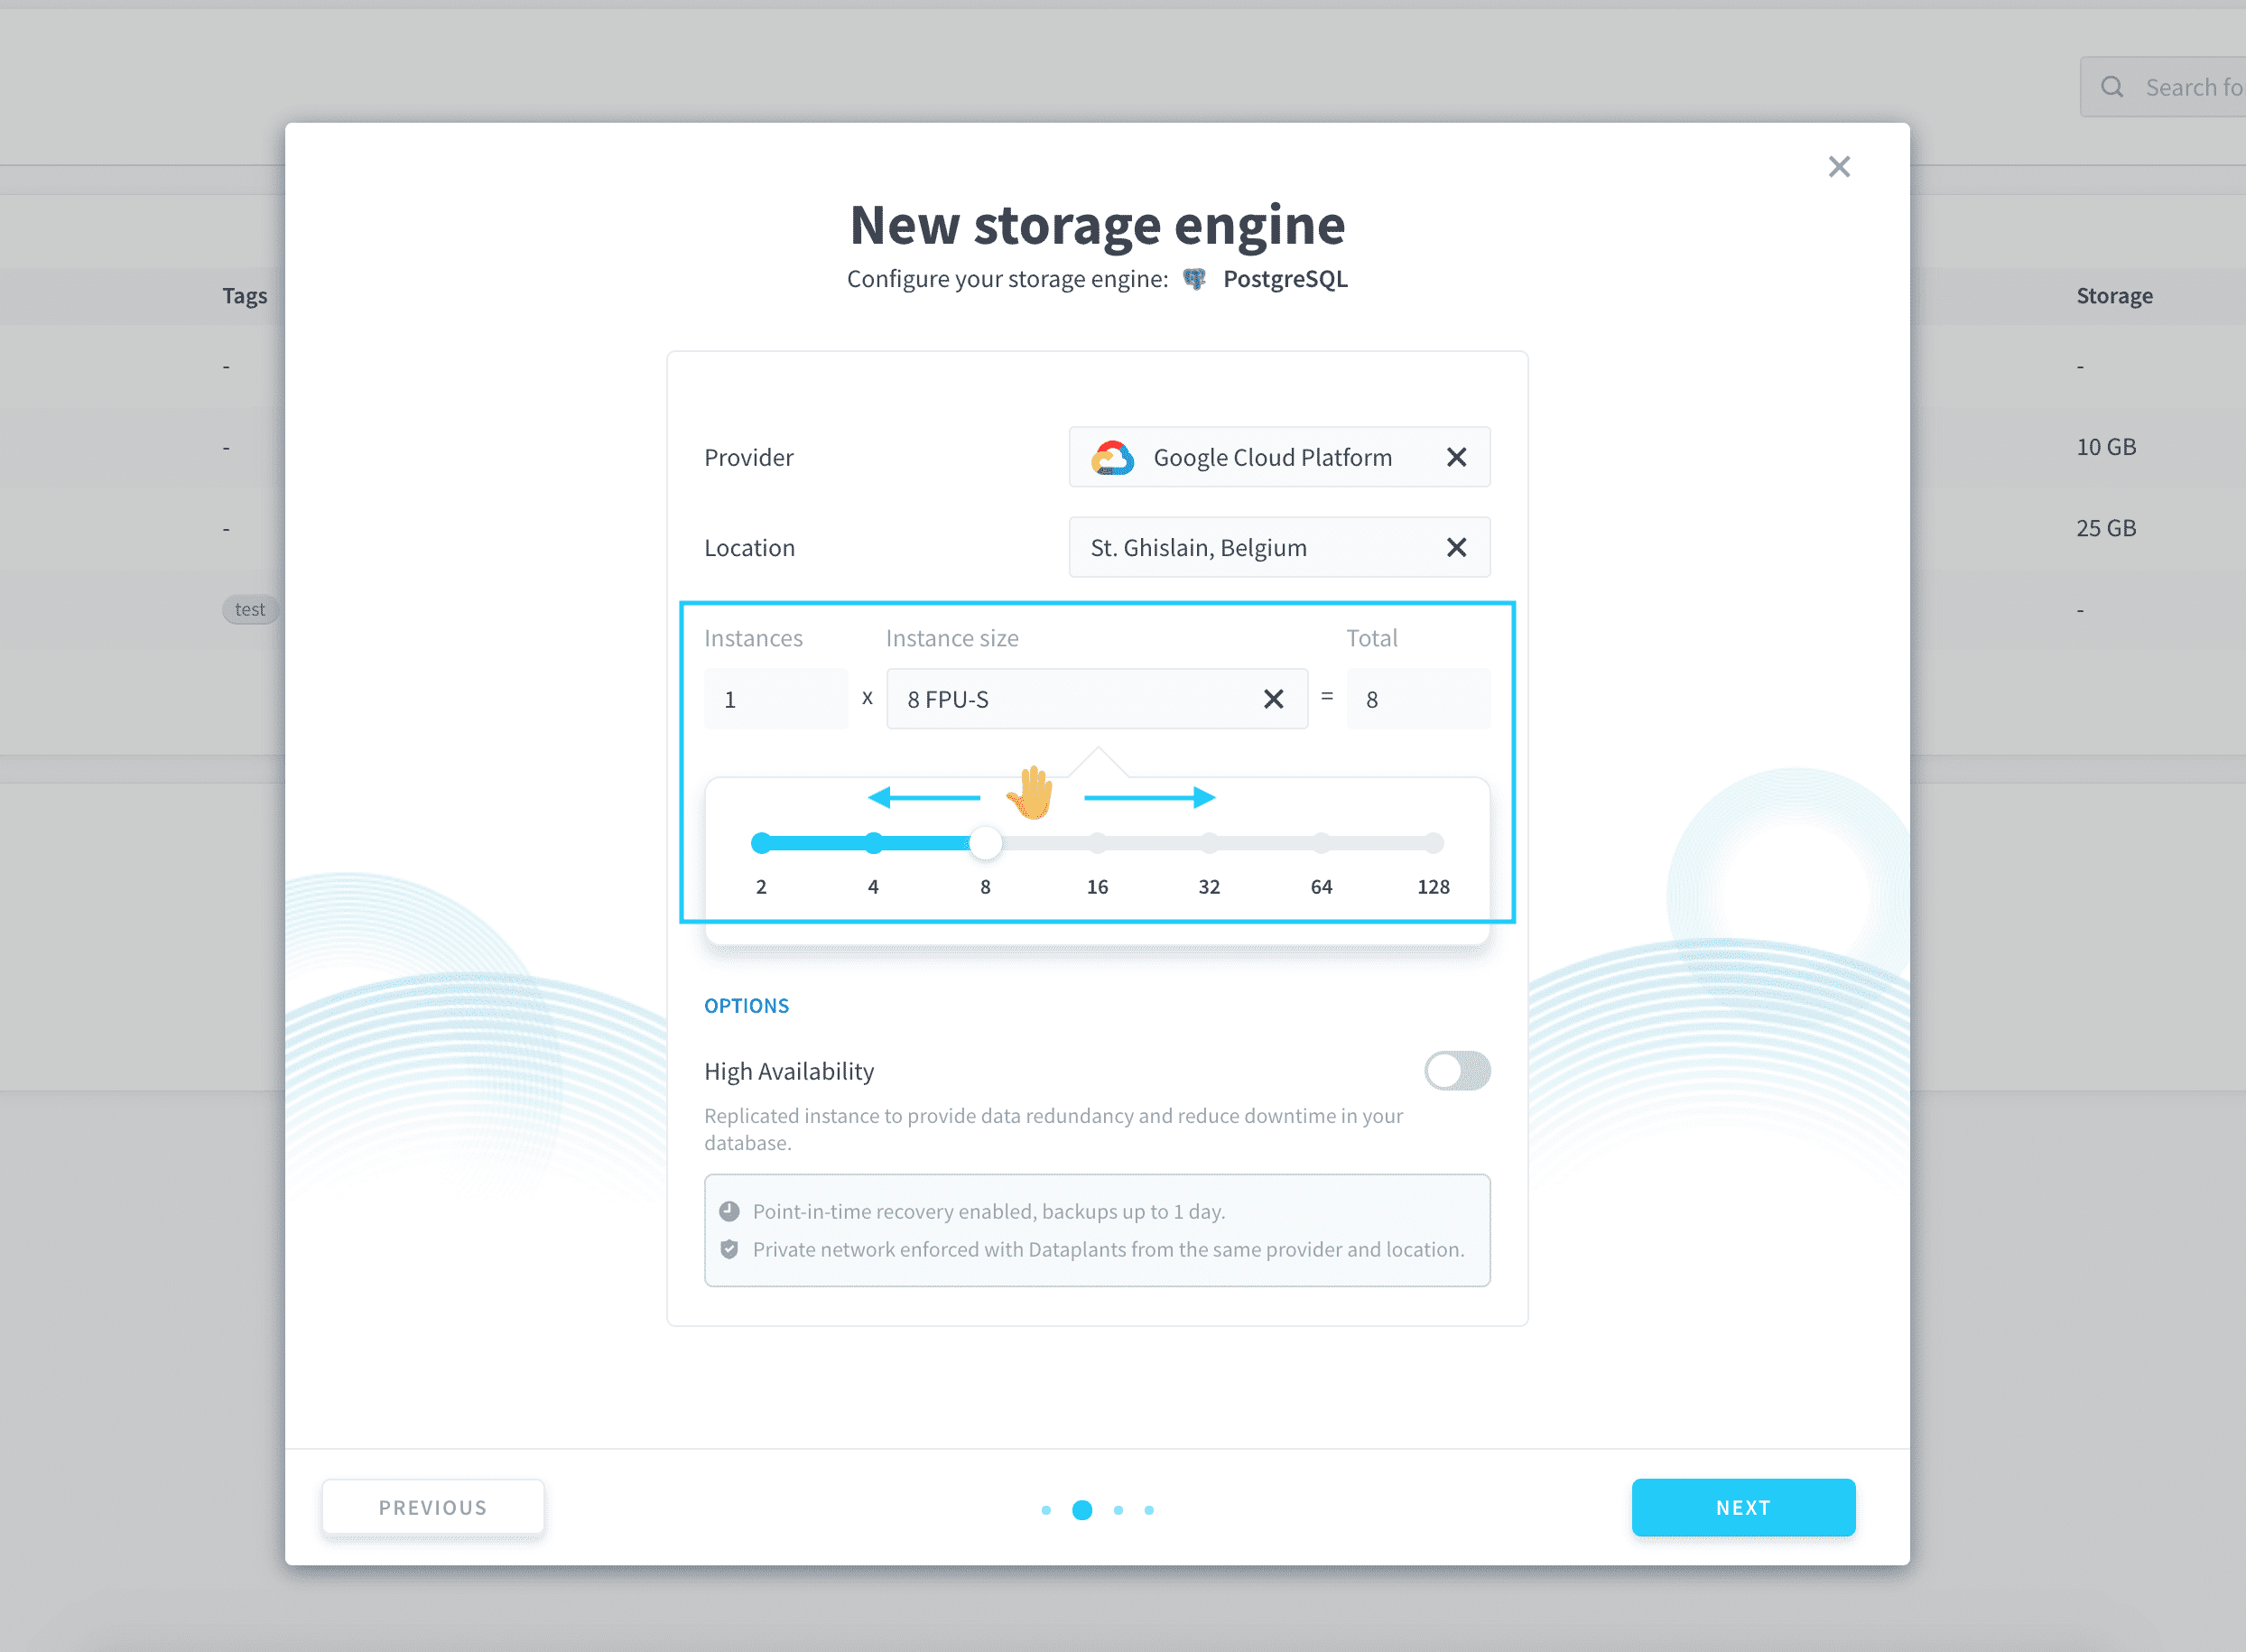 Search fo
New storage engine
Configure your storage engine: PostgreSQL
Tags
Storage
-
-
-
10 GB
-
25 GB
test
-
Provider
Google Cloud Platform
Location
St. Ghislain, Belgium
Instances
Instance size
Total
1 x 8 FPU-S = 8
2 4 8 16 32 64 128
OPTIONS
High Availability
Replicated instance to provide data redundancy and reduce downtime in your
database.
Point-in-time recovery enabled, backups up to 1 day.
Private network enforced with Dataplants from the same provider and location.
PREVIOUS
NEXT